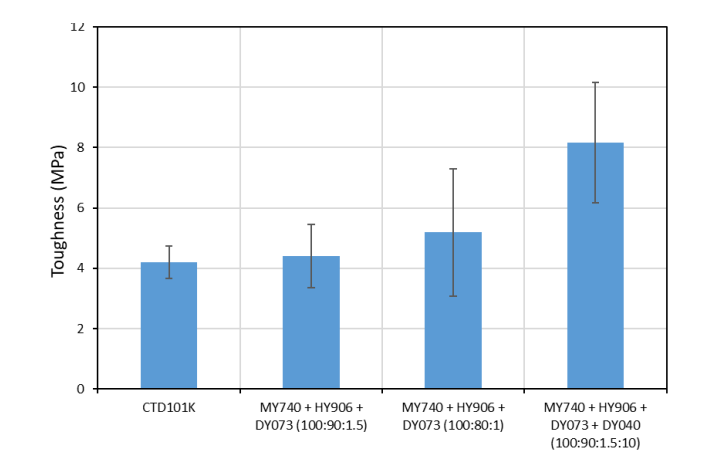 12
10
8
6
4
2
0
Toughness (MPa)
CTD101K
MY740 + HY906 +
DY073 (100:90:1.5)
MY740 + HY906 +
DY073 (100:80:1)
MY740 + HY906 +
DY073 + DY040
(100:90:1.5:10)